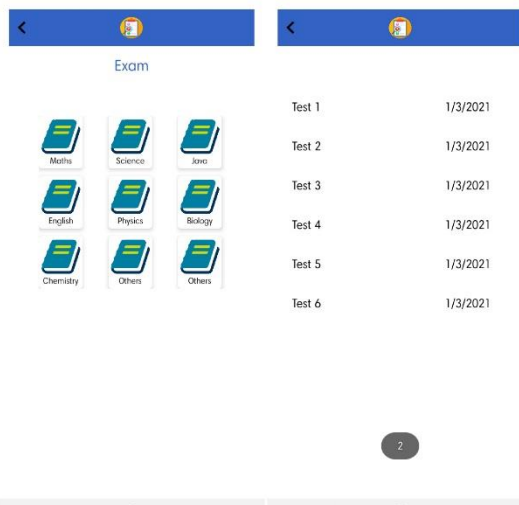 Exam
Maths
Science
Java
English
Physics
Biology
Chemistry
Others
Others
Test 1 1/3/2021
Test 2 1/3/2021
Test 3 1/3/2021
Test 4 1/3/2021
Test 5 1/3/2021
Test 6 1/3/2021
2